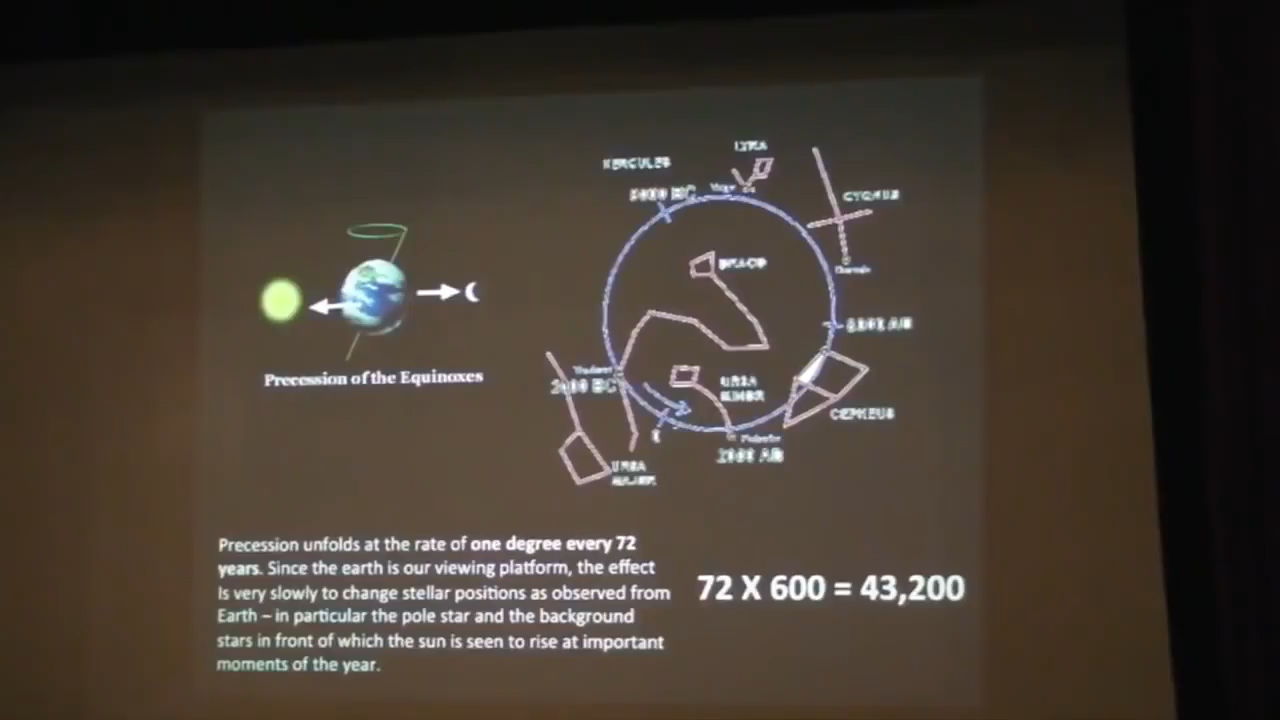 LYRA
HERCULES
CYGNUS
DRACO
Precession of the Equinoxes
URSA
MINOR
CEPHEUS
URSA
MAJOR
Precession unfolds at the rate of one degree every 72
years. Since the earth is our viewing platform, the effect
Is very slowly to change stellar positions as observed from
Earth – in particular the pole star and the background
stars in front of which the sun is seen to rise at important
moments of the year.
72 X 600 = 43,200